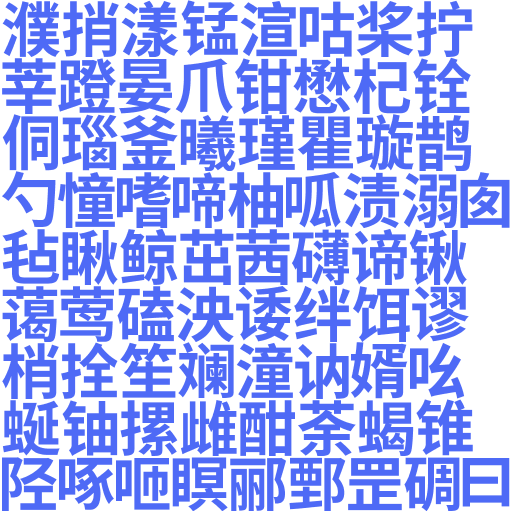 濮捎漾锰渲咕桨拧
莘蹬晏爪钳懋杞铨
侗瑙釜曦瑾瞿璇鹊
勺憧嗜啼柚呱渍溺囱
毡瞅鲸茁茜礴谛锹
蔼莺磕泱诿绊饵谬
梢拴笙斓潼讷婿吆
蜒铀摞雌酣荼蝎锥
陉啄咂瞑郦鄄罡碉曰